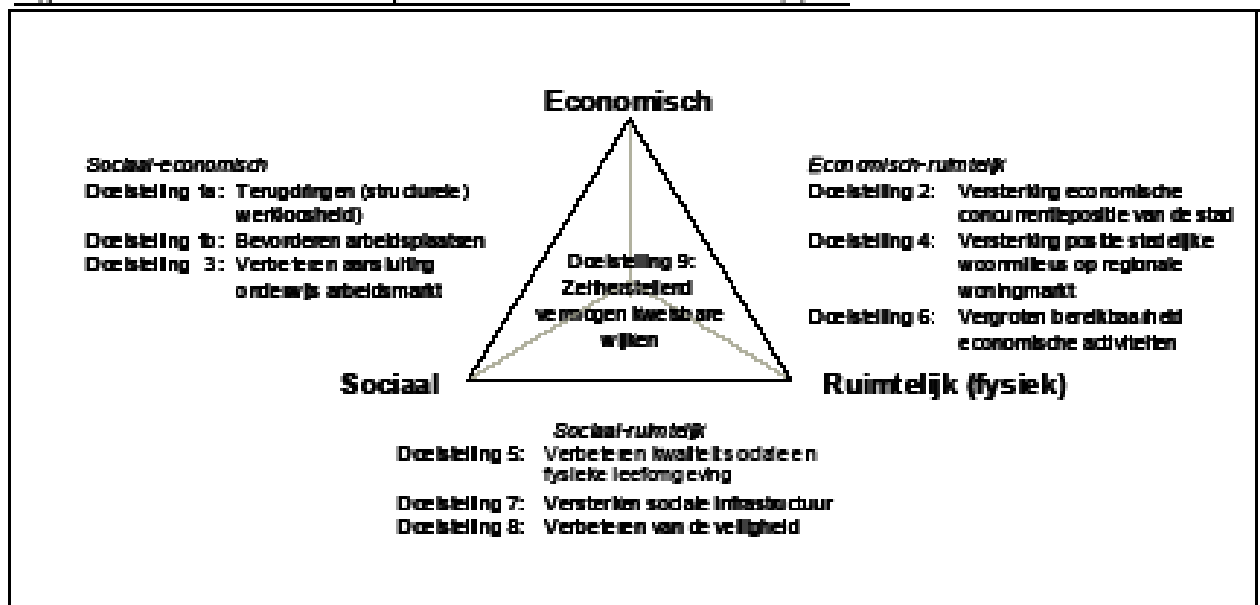 Economisch
Sociaal-economisch
Doelstelling 1a: Terugdringen (structurele)
werkloosheid)
Doelstelling 1b: Bevorderen arbeidsplaatsen
Doelstelling 3: Verbeteren aansluiting
onderwijs arbeidsmarkt
Economisch-ruimtelijk
Doelstelling 2: Versterking economische
concurrentiepositie van de stad
Doelstelling 4: Versterking positie stedelijke
woonmilieus op regionale
woningmarkt
Doelstelling 6: Vergroten bereikbaarheid
economische activiteiten
Doelstelling 9:
Zelfherstellend
vermogen kwetsbare
wijken
Sociaal
Ruimtelijk (fysiek)
Sociaal-ruimtelijk
Doelstelling 5: Verbeteren kwaliteit sociale en
fysieke leefomgeving
Doelstelling 7: Versterken sociale infrastructuur
Doelstelling 8: Verbeteren van de veiligheid